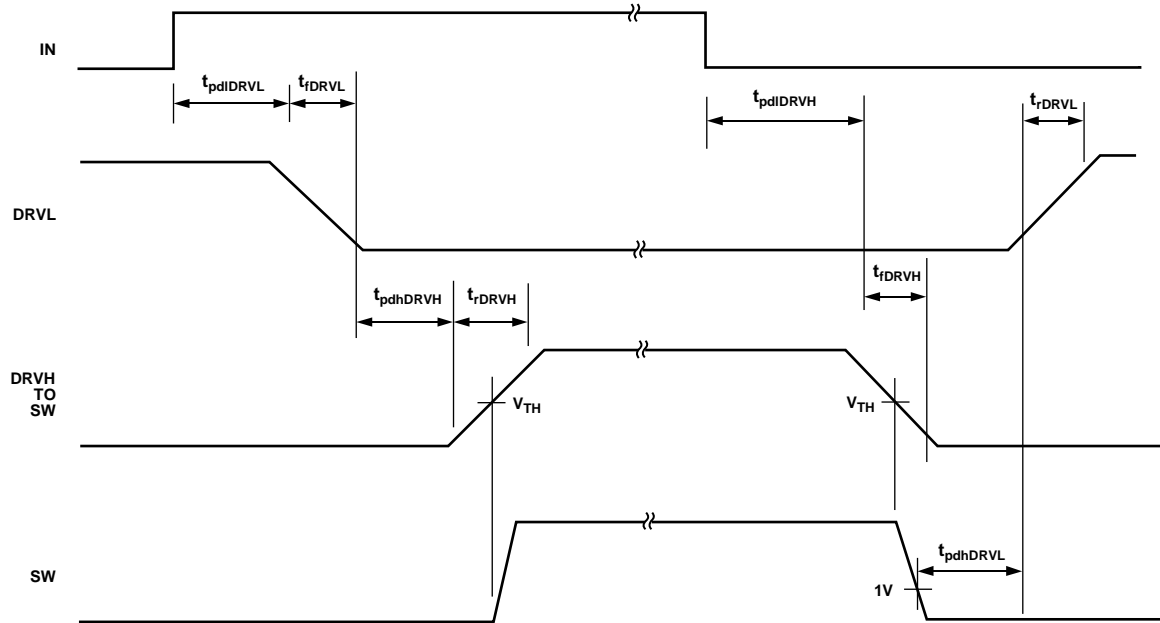 IN
tpdlDRVL
tfDRVL
tpdlDRVH
trDRVL
DRVL
tfDRVH
tpdhDRVH
trDRVH
DRVH
TO
SW
VTH
VTH
tpdhDRVL
SW
1V